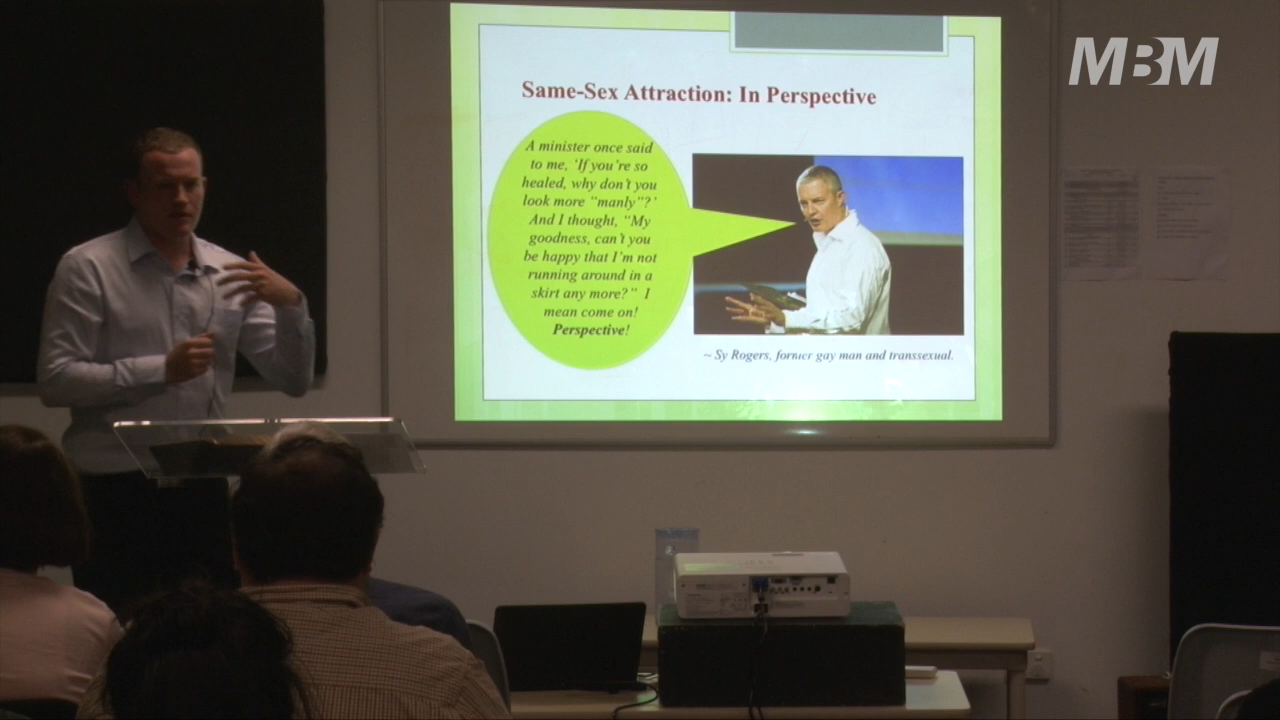 MBM
Same-Sex Attraction: In Perspective
A minister once said
to me, 'If you're so
healed, why don't you
look more "manly"?'
And I thought, "My
goodness, can't you
be happy that I'm not
running around in a
skirt any more?" I
mean come on!
Perspective!
~ Sy Rogers, former gay man and transsexual.